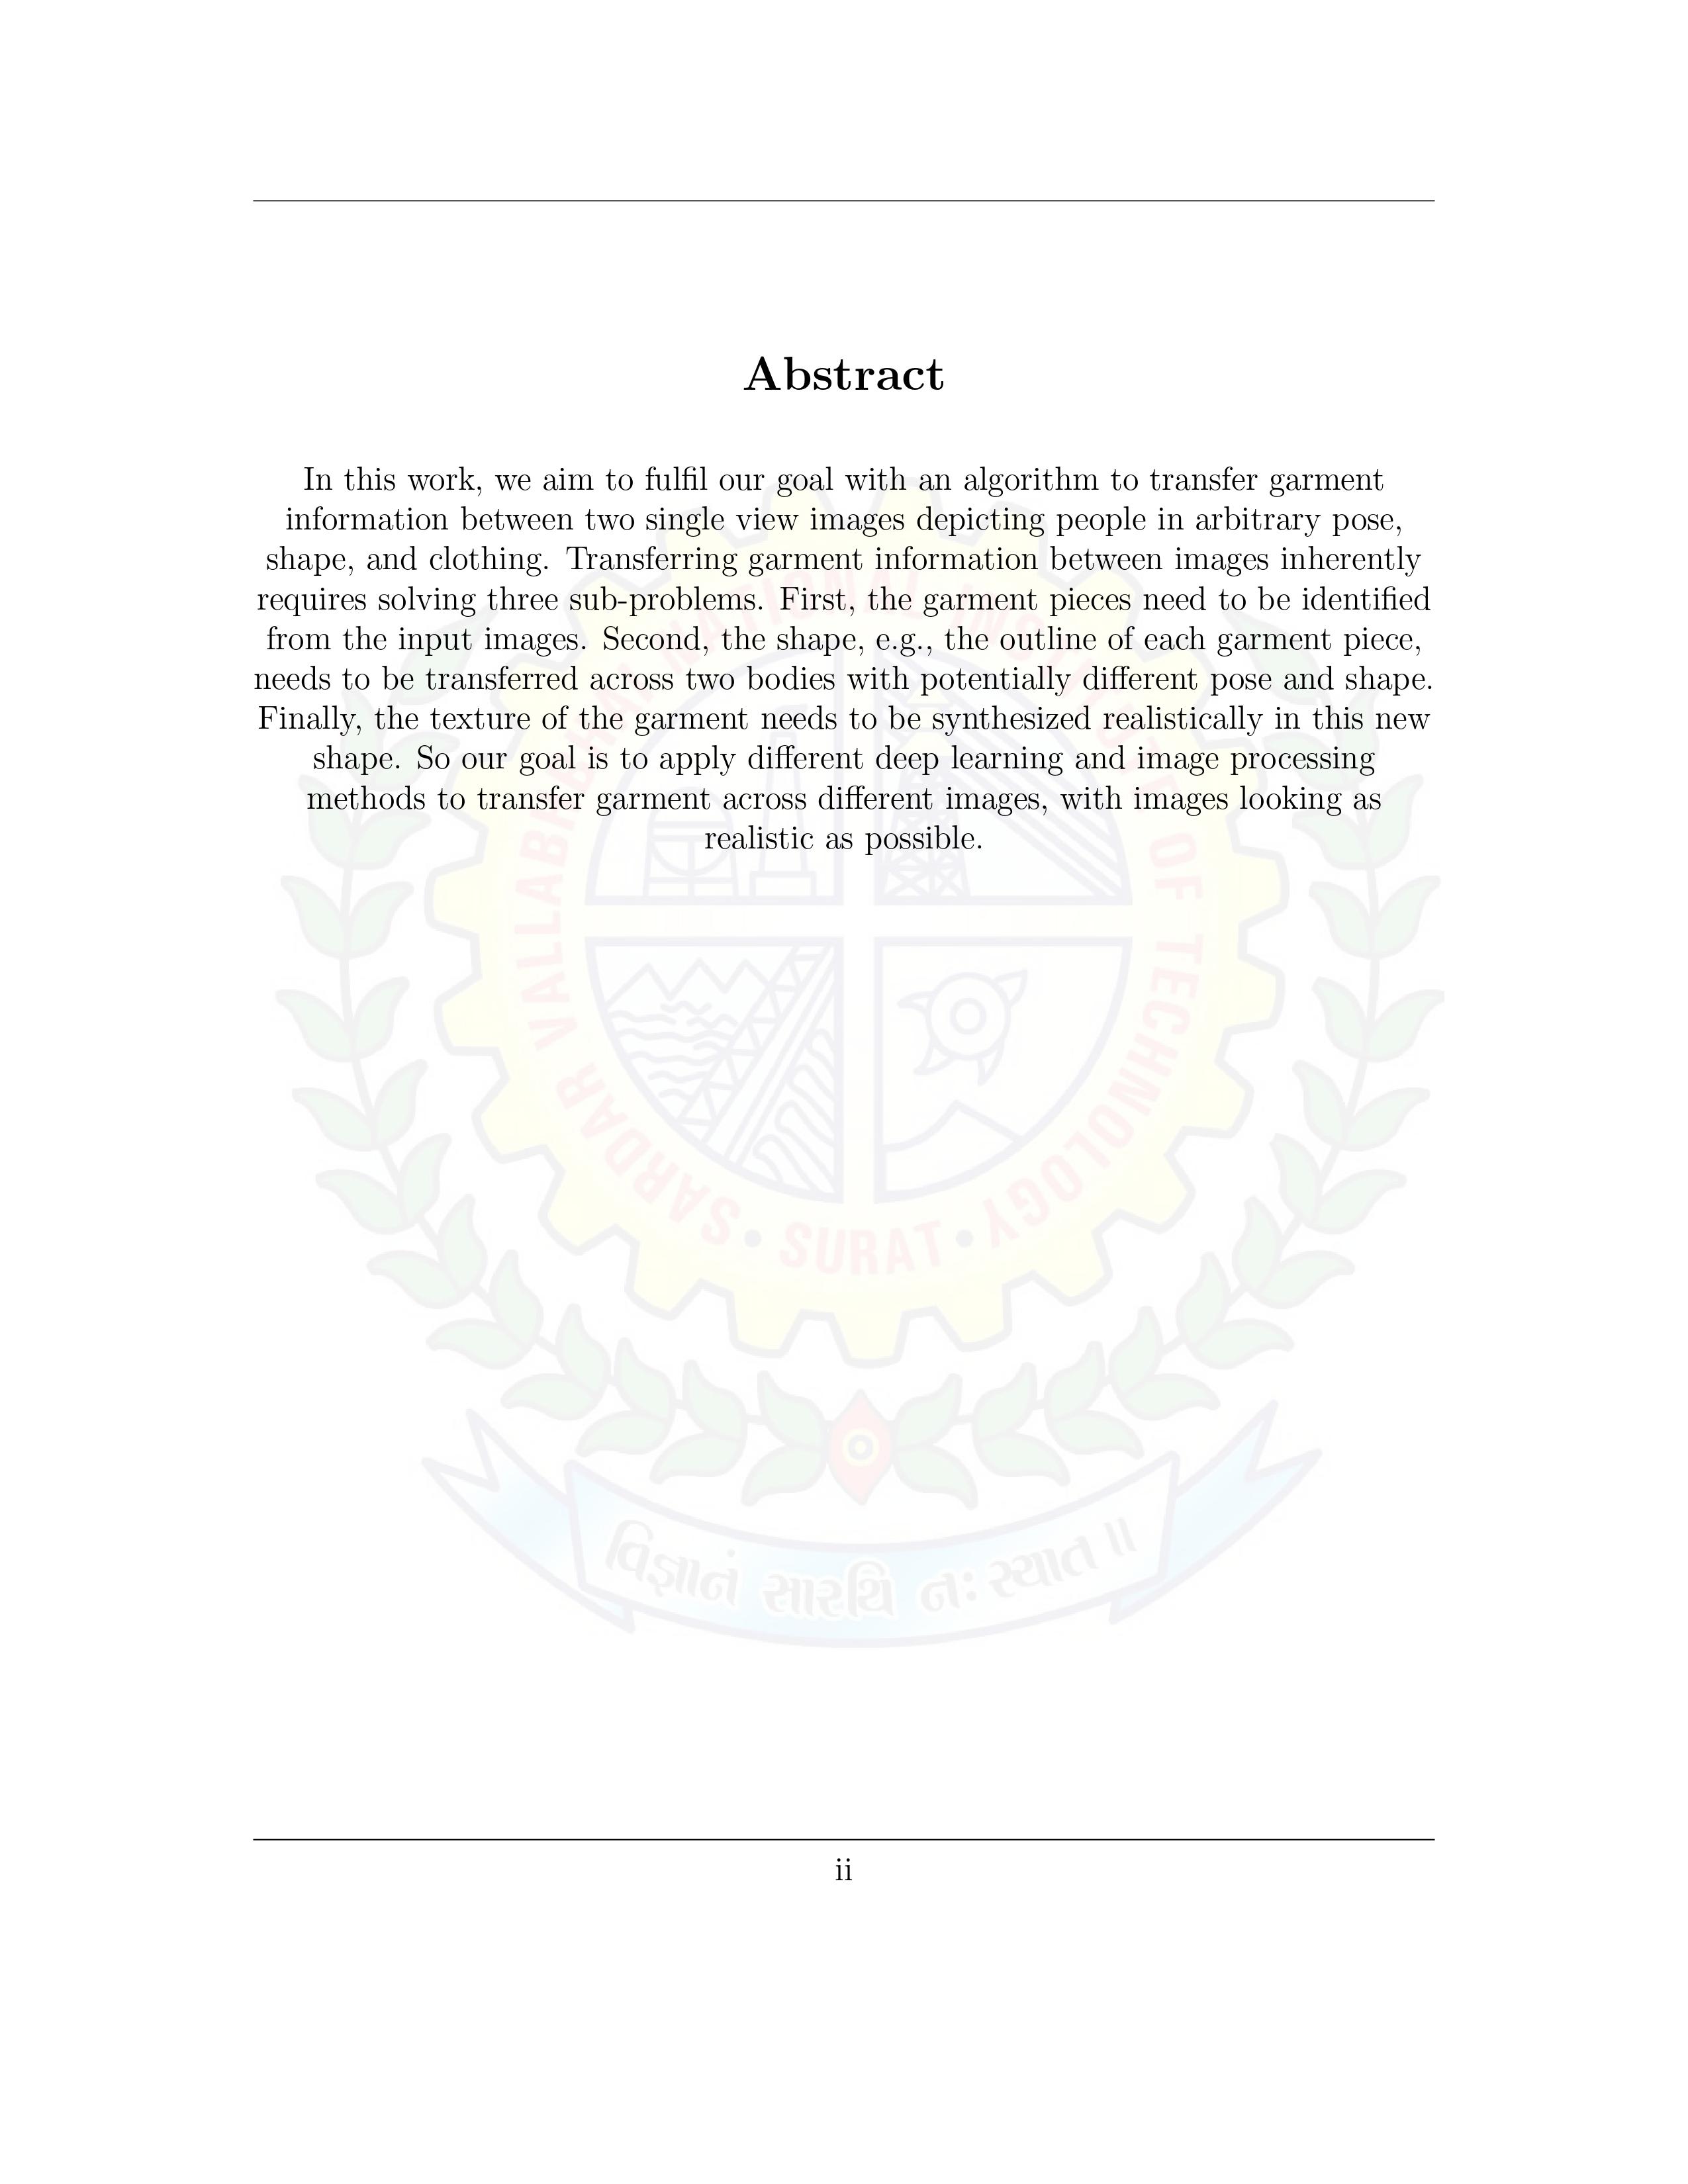 Abstract
In this work, we aim to fulfil our goal with an algorithm to transfer garment
information between two single view images depicting people in arbitrary pose,
shape, and clothing. Transferring garment information between images inherently
requires solving three sub-problems. First, the garment pieces need to be identified
from the input images. Second, the shape, e.g., the outline of each garment piece,
needs to be transferred across two bodies with potentially different pose and shape.
Finally, the texture of the garment needs to be synthesized realistically in this new
shape. So our goal is to apply different deep learning and image processing
methods to transfer garment across different images, with images looking as
realistic as possible.
SARDAR VALLABHBHAI NATIONAL INSTITUTE OF TECHNOLOGY
• SURAT •
વિજ્ઞાનં સારથિ નઃ સ્યાત ॥
ii